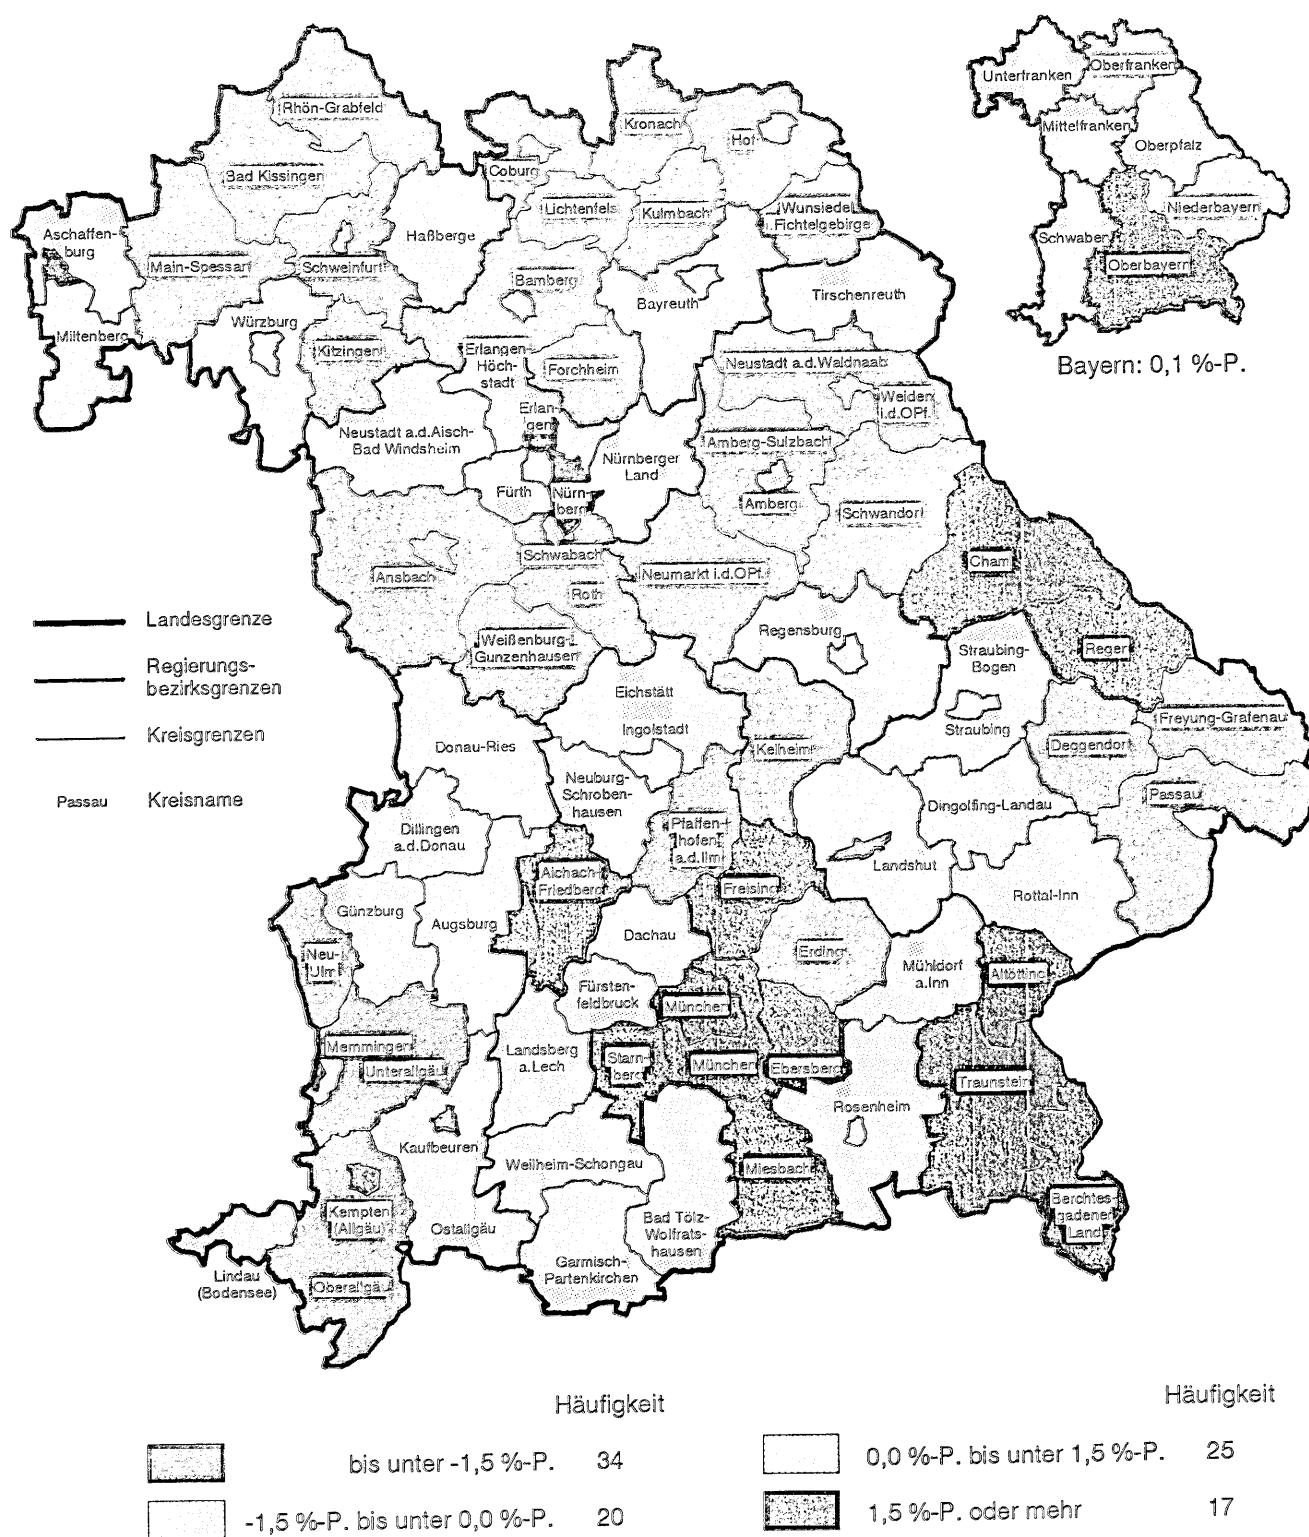 Unterfranken
Oberfranken
Mittelfranken
Oberpfalz
Niederbayern
Schwaben
Oberbayern
Bayern: 0,1 %-P.
Rhön-Grabfeld
Kronach
Hof
Coburg
Bad Kissingen
Lichtenfels
Kulmbach
Wunsiedel
i.Fichtelgebirge
Aschaffen-
burg
Haßberge
Main-Spessart
Schweinfurt
Bamberg
Bayreuth
Tirschenreuth
Miltenberg
Würzburg
Kitzingen
Erlangen-
Höch-
stadt
Forchheim
Neustadt a.d.Waldnaab
Weiden
i.d.OPf.
Erlan-
gen
Neustadt a.d.Aisch-
Bad Windsheim
Nürnberger
Land
Amberg-Sulzbach
Fürth
Nürn-
berg
Amberg
Schwandorf
Schwabach
Ansbach
Roth
Neumarkt i.d.OPf.
Cham
Landesgrenze
Weißenburg-
Gunzenhausen
Regensburg
Straubing-
Bogen
Regen
Regierungs-
bezirksgrenzen
Eichstätt
Ingolstadt
Kelheim
Straubing
Freyung-Grafenau
Deggendorf
Kreisgrenzen
Donau-Ries
Neuburg-
Schroben-
hausen
Passau
Passau Kreisname
Dingolfing-Landau
Dillingen
a.d.Donau
Pfaffen-
hofen
a.d.Ilm
Landshut
Aichach-
Friedberg
Freising
Rottal-Inn
Günzburg
Augsburg
Dachau
Erding
Neu-
Ulm
Mühldorf
a.Inn
Altötting
Fürsten-
feldbruck
München
Memmingen
Unterallgäu
Landsberg
a.Lech
Starn-
berg
München
Ebersberg
Traunstein
Rosenheim
Kaufbeuren
Weilheim-Schongau
Miesbach
Kempten
(Allgäu)
Ostallgäu
Bad Tölz-
Wolfrats-
hausen
Berchtes-
gadener
Land
Garmisch-
Partenkirchen
Lindau
(Bodensee)
Oberallgäu
Häufigkeit
bis unter -1,5 %-P. 34
-1,5 %-P. bis unter 0,0 %-P. 20
Häufigkeit
0,0 %-P. bis unter 1,5 %-P. 25
1,5 %-P. oder mehr 17